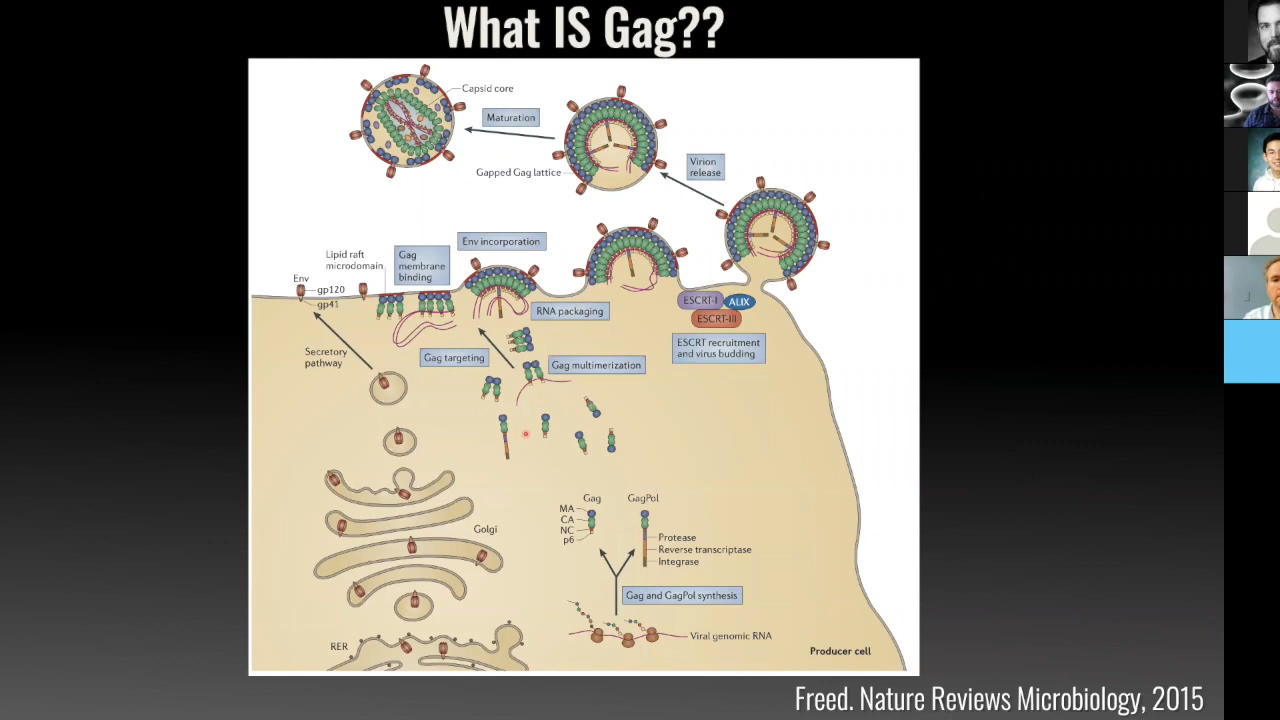 What IS Gag??
Capsid core
Maturation
Gapped Gag lattice
Virion
release
Env incorporation
Lipid raft
microdomain
Gag
membrane
binding
Env
gp120
gp41
RNA packaging
ESCRT-I
ALIX
ESCRT-III
ESCRT recruitment
and virus budding
Secretory
pathway
Gag targeting
Gag multimerization
Golgi
Gag
GagPol
MA
CA
NC
p6
Protease
Reverse transcriptase
Integrase
Gag and GagPol synthesis
Viral genomic RNA
RER
Producer cell
Freed. Nature Reviews Microbiology, 2015